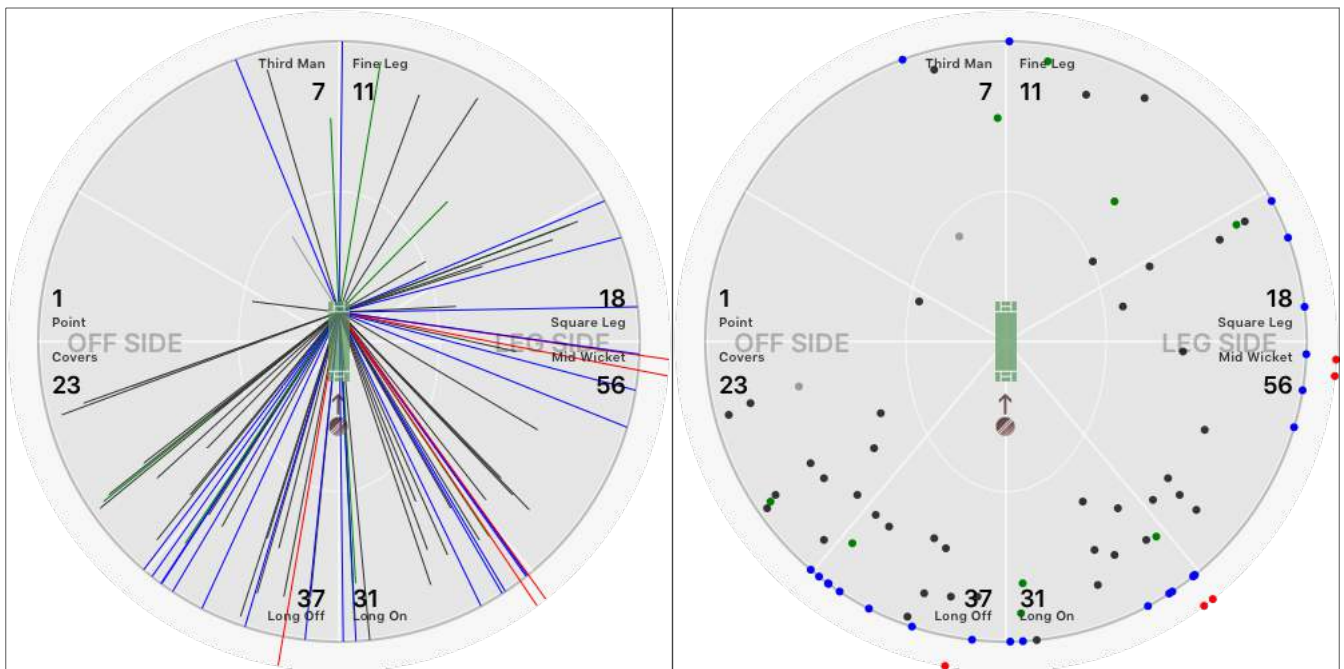 Third Man Fine Leg
7 11
1 18
Point Square Leg
OFF SIDE LEG SIDE
Covers Mid Wicket
23 56
37 31
Long Off Long On
Third Man Fine Leg
7 11
1 18
Point Square Leg
OFF SIDE LEG SIDE
Covers Mid Wicket
23 56
37 31
Long Off Long On